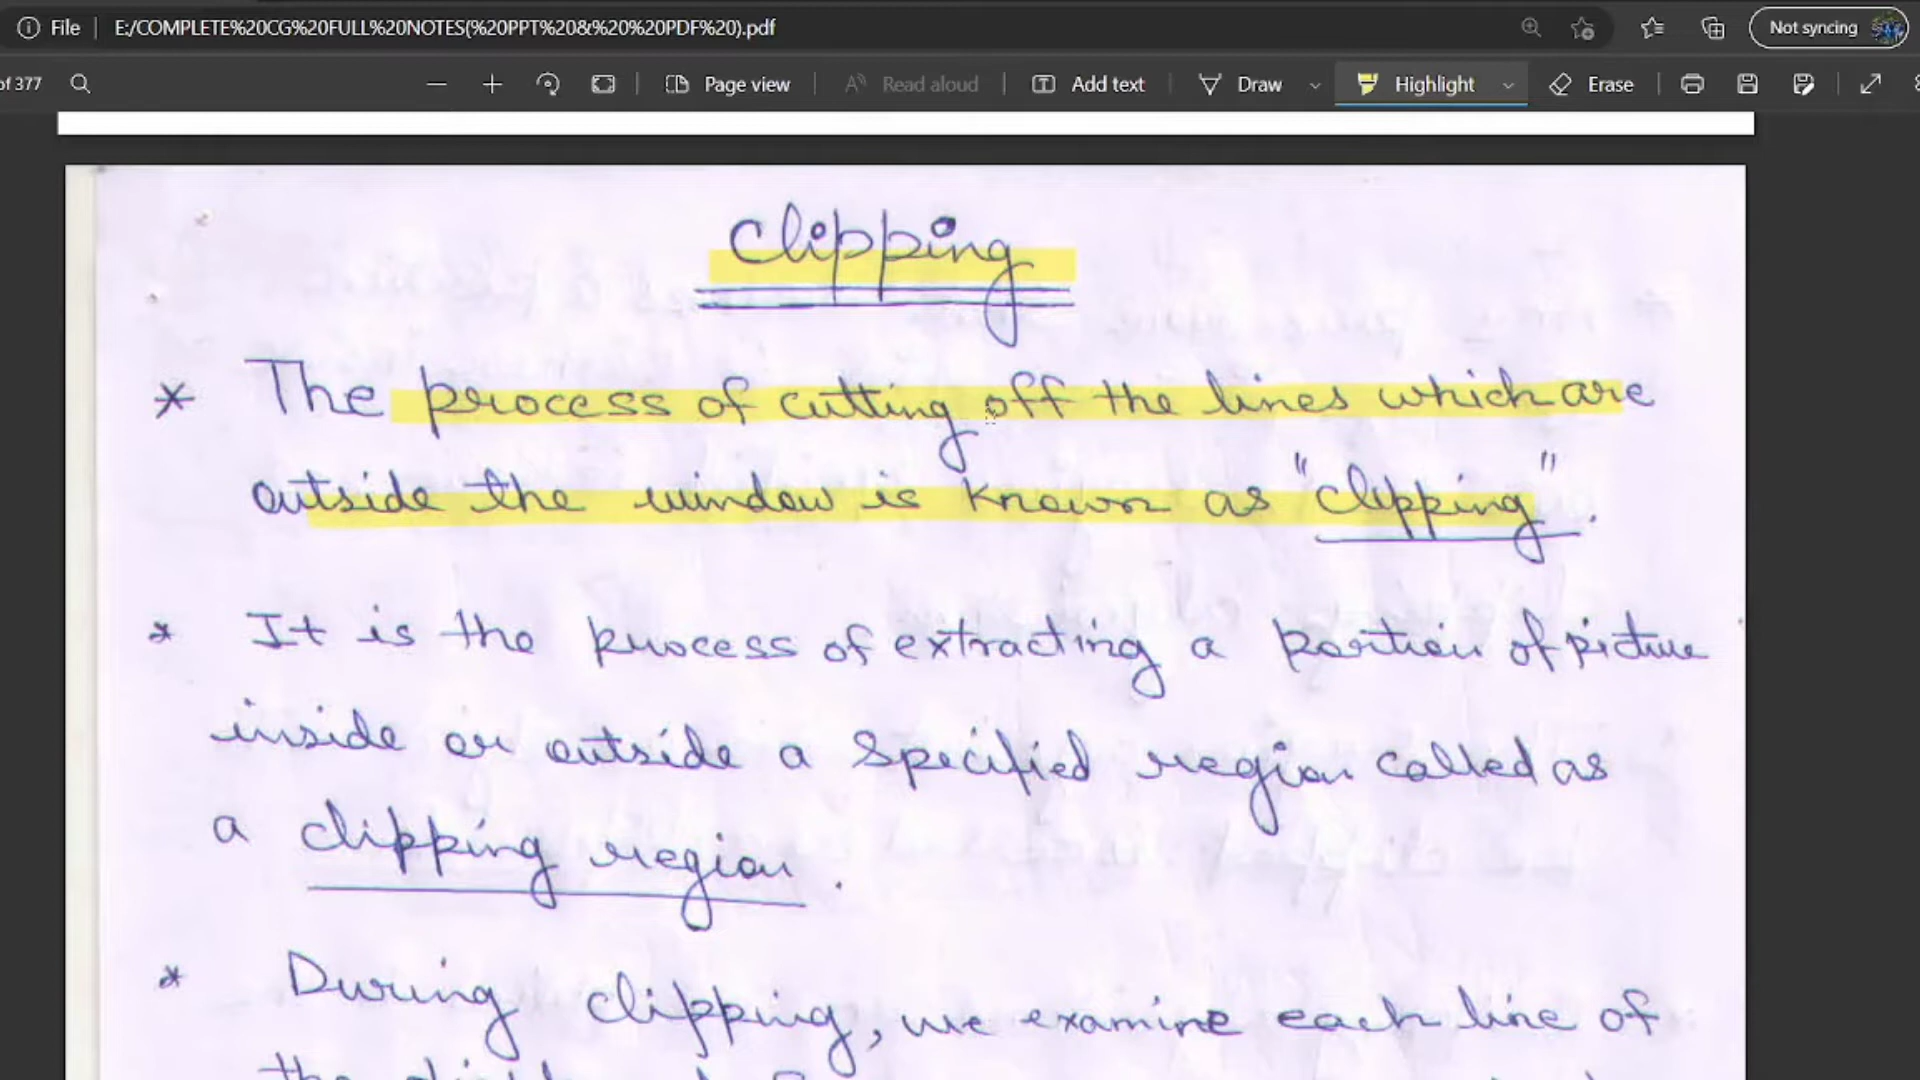 File E:/COMPLETE%20CG%20FULL%20NOTES(%20PPT%20&%20%20PDF%20).pdf Not syncing
of 377 Page view Read aloud Add text Draw Highlight Erase
Clipping
* The process of cutting off the lines which are
outside the window is known as "Clipping".
* It is the process of extracting a portion of picture
inside or outside a specified region called as
a clipping region.
* During clipping, we examine each line of
the